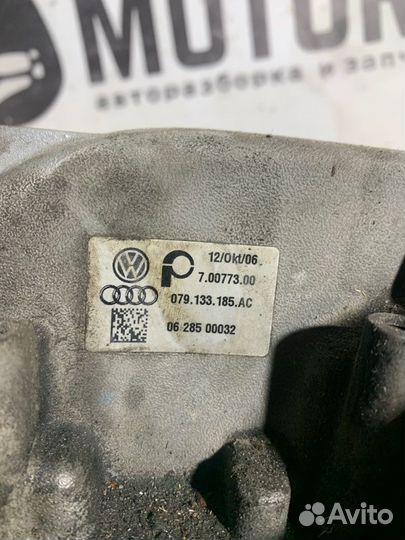 MOTOR
авторазборка и запч
12/Okt/06
7.00773.00
079.133.185.AC
06 285 00032
Avito